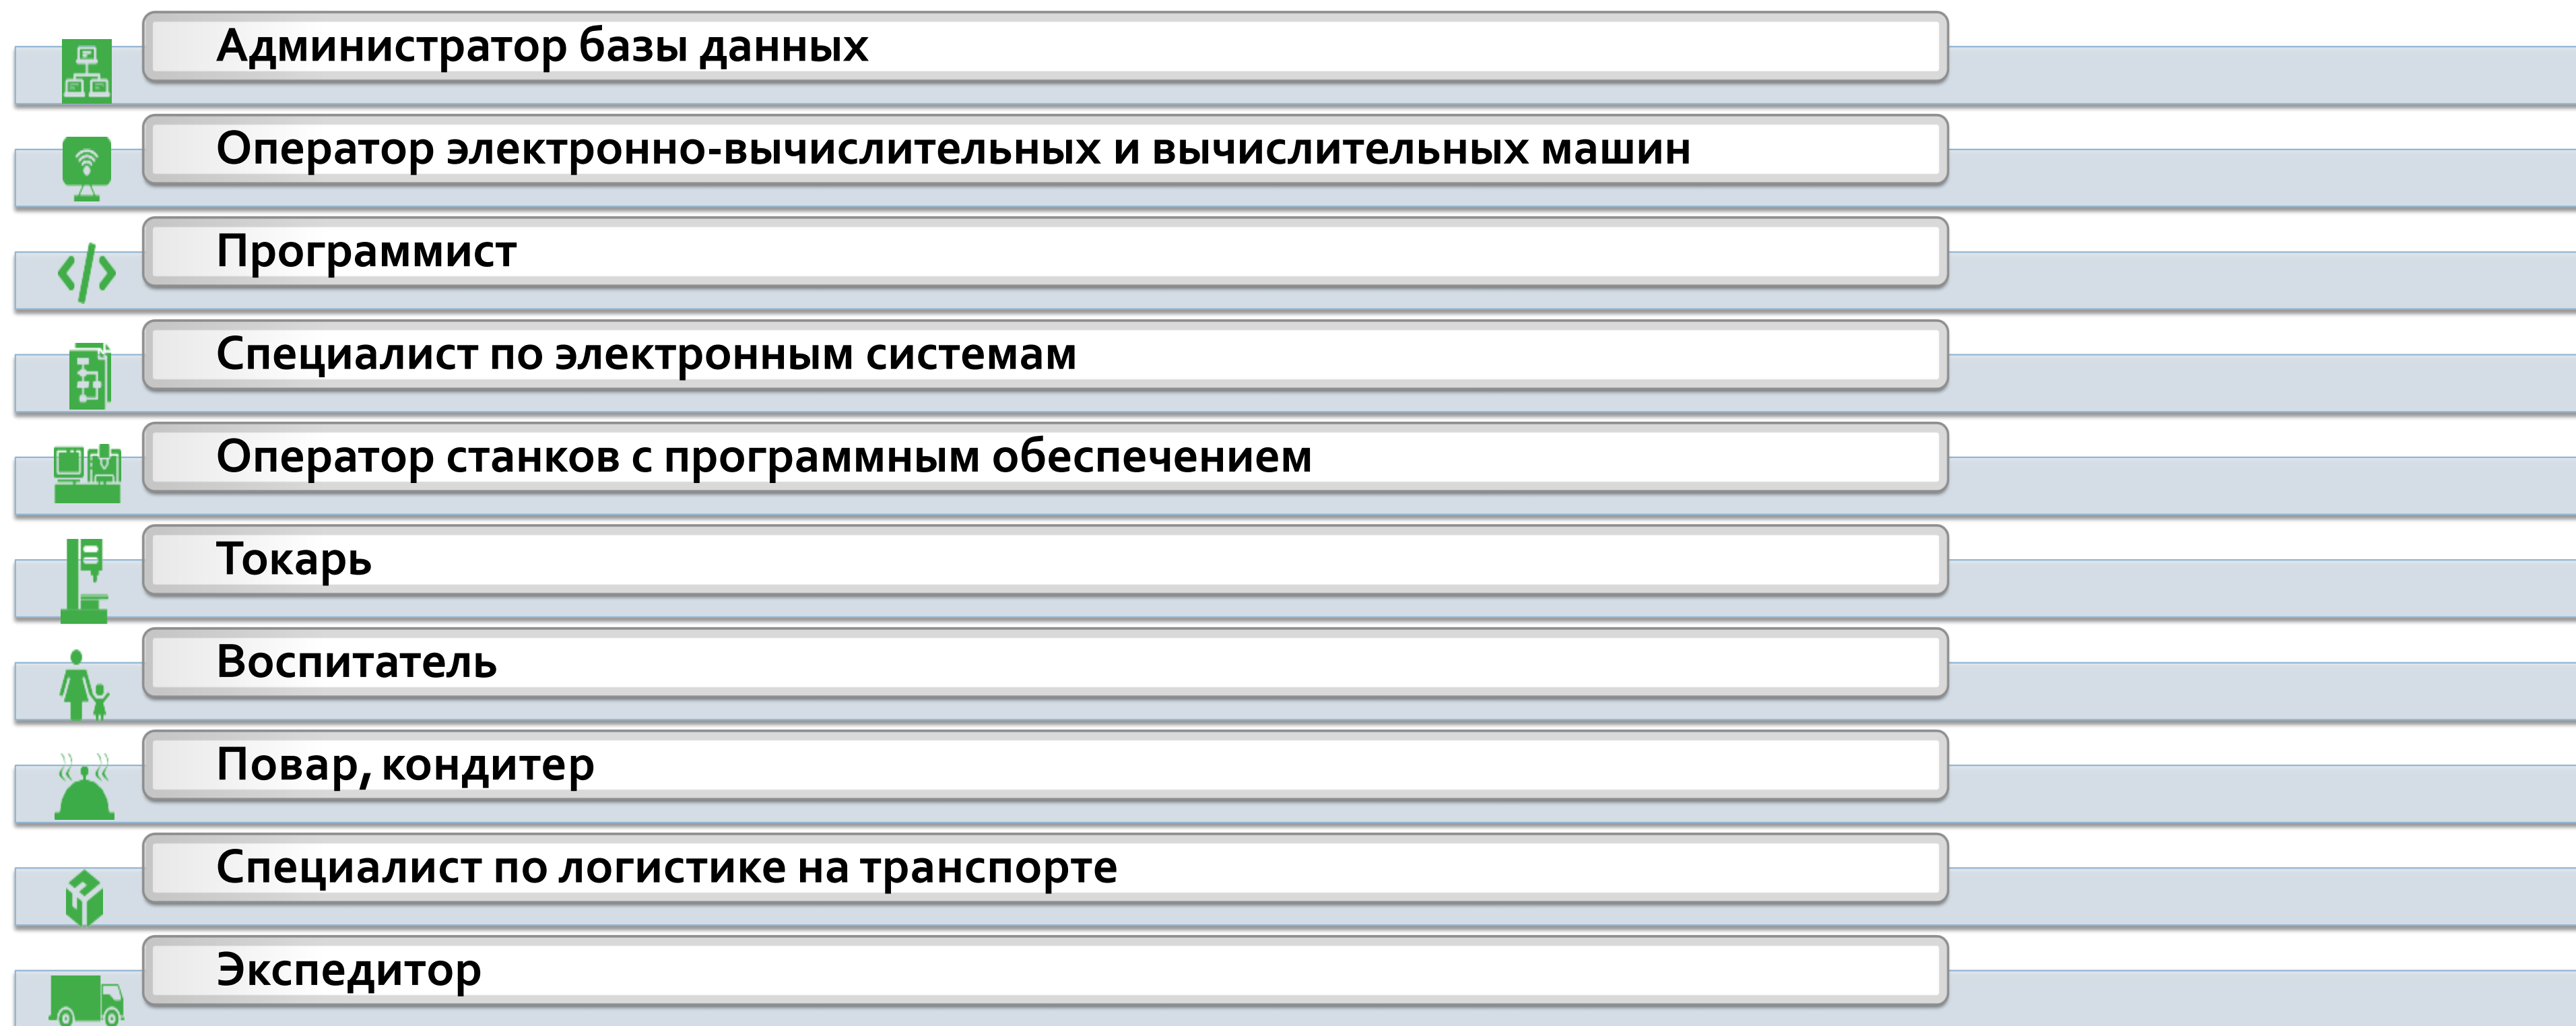 Администратор базы данных
Оператор электронно-вычислительных и вычислительных машин
Программист
Специалист по электронным системам
Оператор станков с программным обеспечением
Токарь
Воспитатель
Повар, кондитер
Специалист по логистике на транспорте
Экспедитор